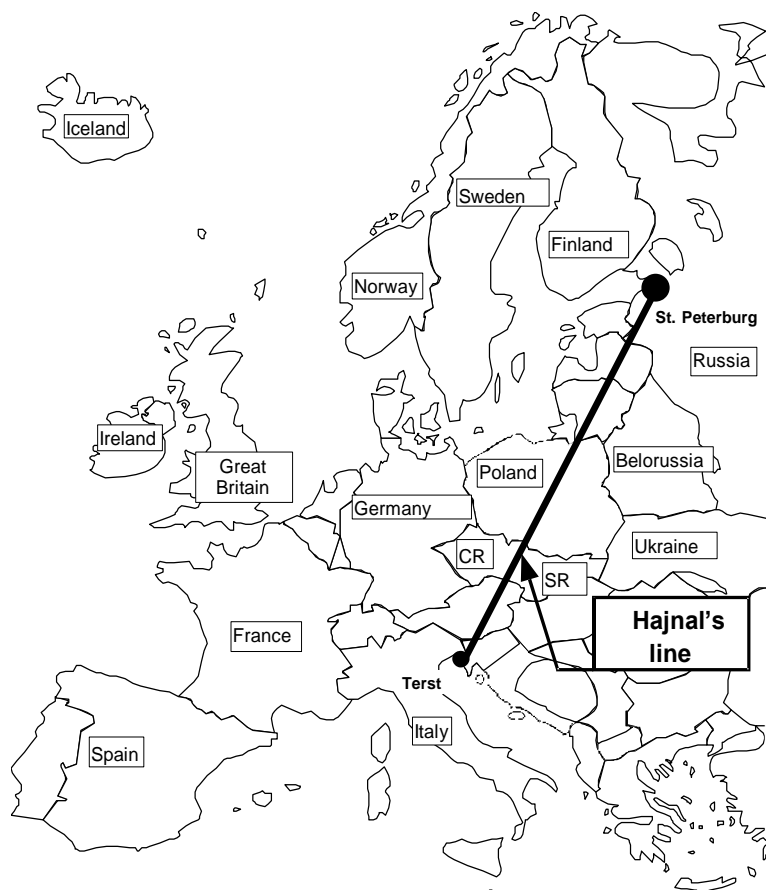 Iceland
Sweden
Finland
Norway
St. Peterburg
Russia
Ireland
Great
Britain
Poland
Belorussia
Germany
CR
Ukraine
SR
Hajnal's
line
France
Terst
Italy
Spain